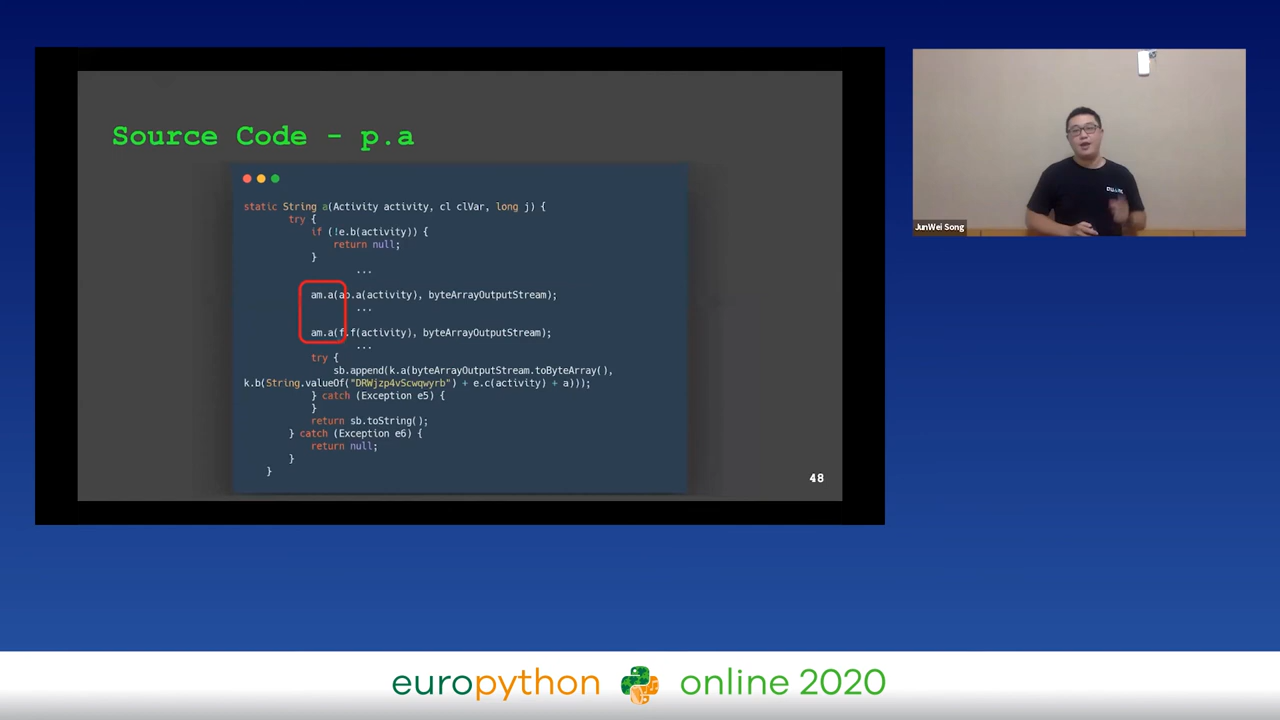 Source Code - p.a
static String a(Activity activity, cl clVar, long j) {
try {
if (!e.b(activity)) {
return null;
}
...
am.a(ap.a(activity), byteArrayOutputStream);
...
am.a(f.f(activity), byteArrayOutputStream);
...
try {
sb.append(k.a(byteArrayOutputStream.toByteArray(),
k.b(String.valueOf("DRWjzp4vScwqwyrb") + e.c(activity) + a)));
} catch (Exception e5) {
}
return sb.toString();
} catch (Exception e6) {
return null;
}
}
48
JunWei Song
europython online 2020